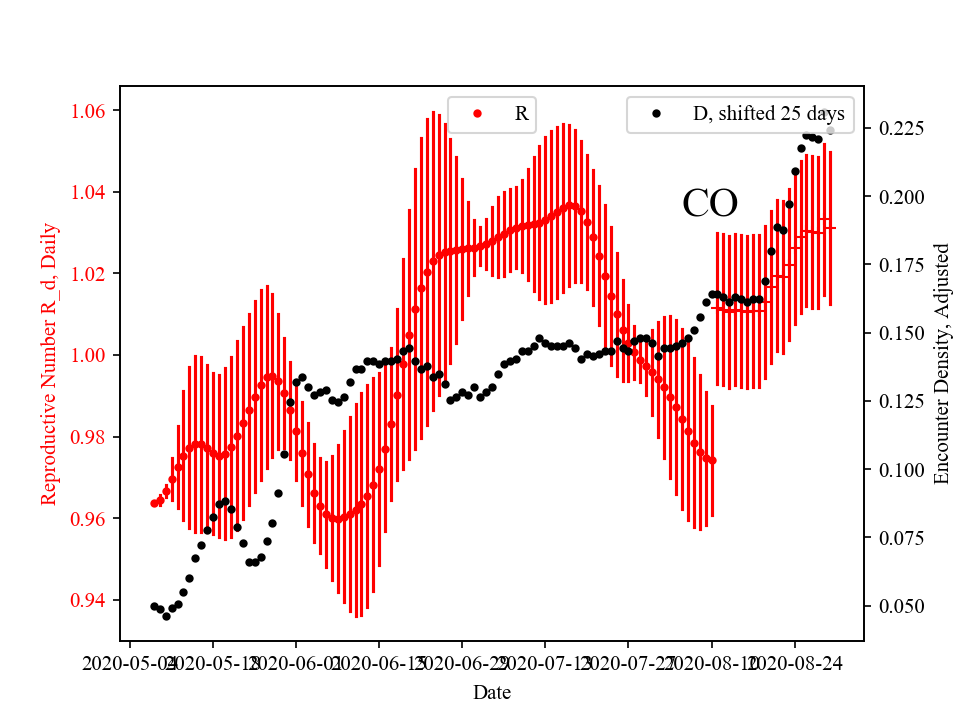 R
D, shifted 25 days
CO
Reproductive Number R_d, Daily
1.06
1.04
1.02
1.00
0.98
0.96
0.94
Encounter Density, Adjusted
0.225
0.200
0.175
0.150
0.125
0.100
0.075
0.050
2020-05-04 2020-05-18 2020-06-01 2020-06-15 2020-06-29 2020-07-13 2020-07-27 2020-08-10 2020-08-24
Date